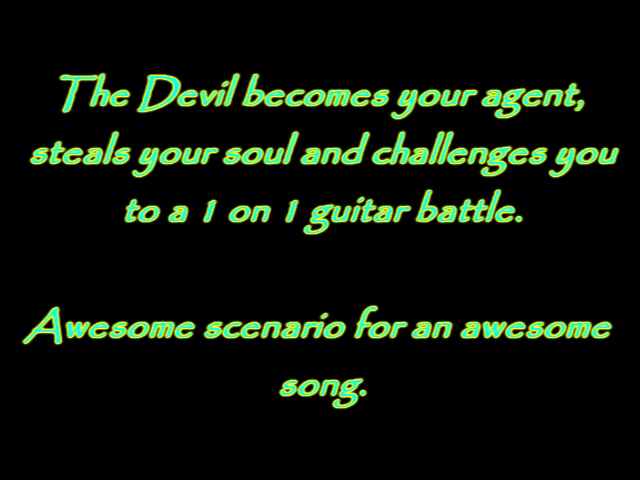 The Devil becomes your agent,
steals your soul and challenges you
to a 1 on 1 guitar battle.
Awesome scenario for an awesome
song.